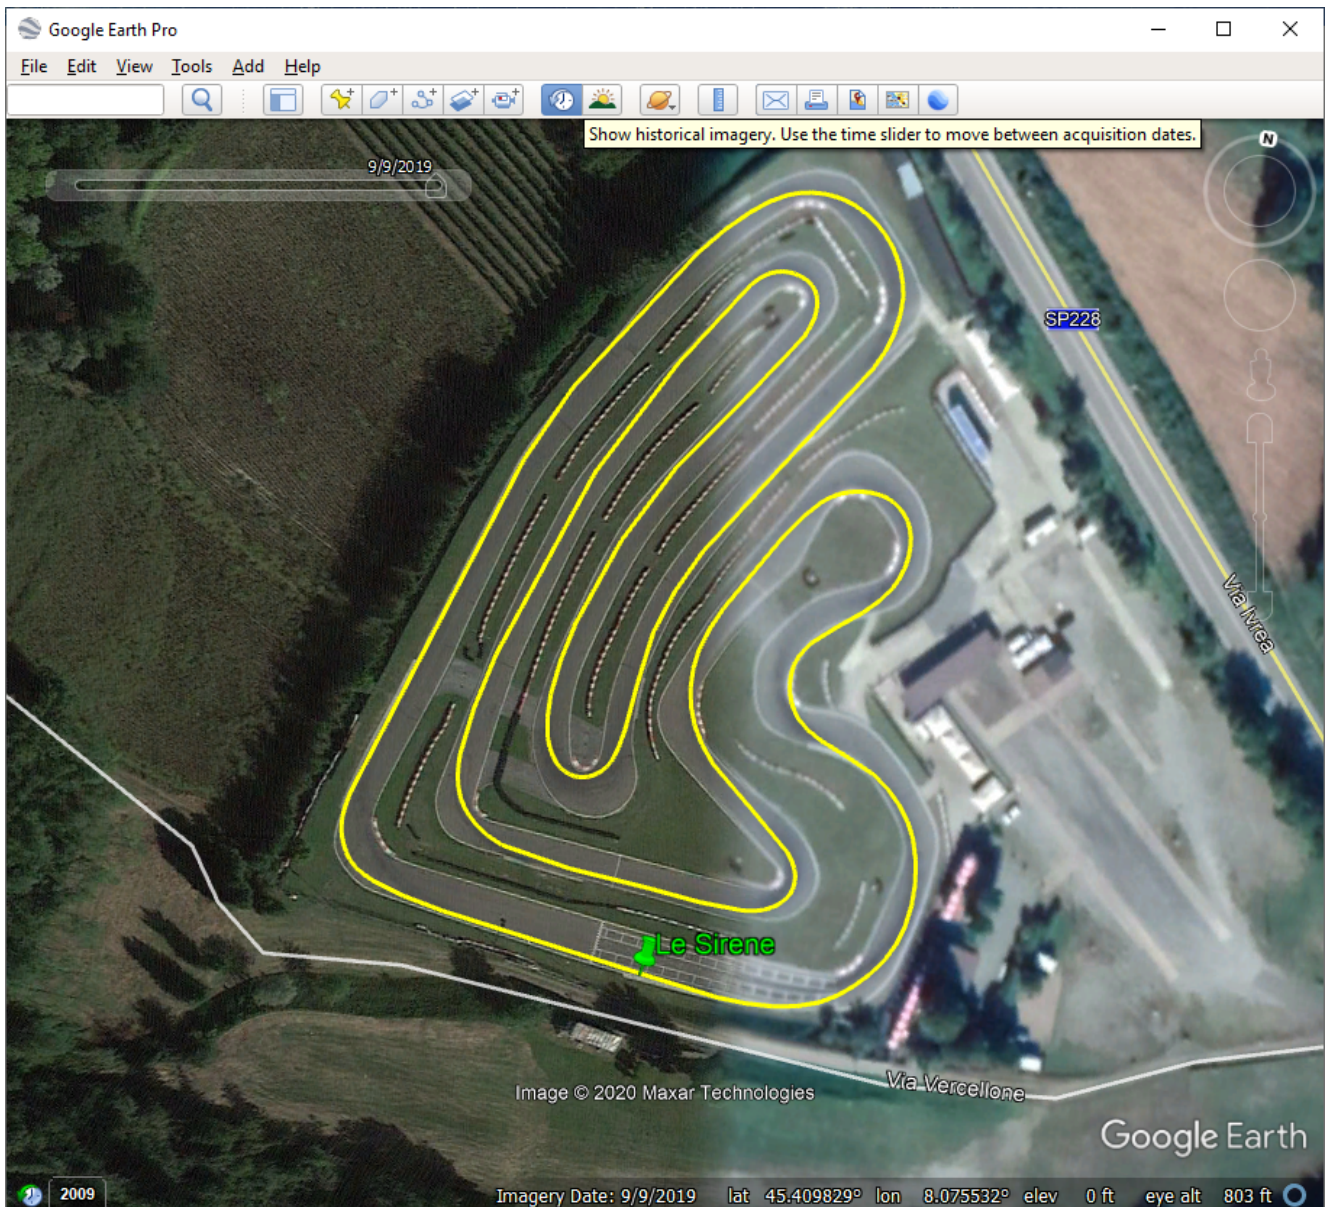 Google Earth Pro
File Edit View Tools Add Help
Show historical imagery. Use the time slider to move between acquisition dates.
9/9/2019
N
SP228
Via Ivrea
Le Sirene
Via Vercellone
Image © 2020 Maxar Technologies
Google Earth
2009
Imagery Date: 9/9/2019 lat 45.409829° lon 8.075532° elev 0 ft eye alt 803 ft